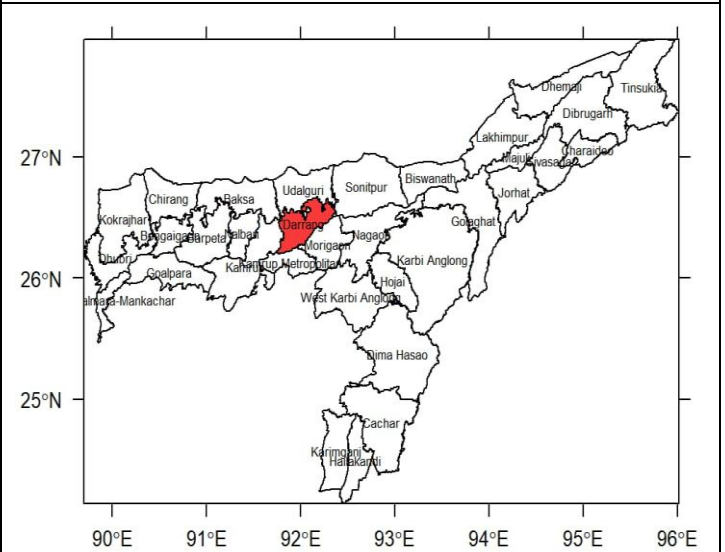 Dhemaji
Tinsukia
Dibrugarh
Lakhimpur
Charaideo
Majuli
Sivasagar
27°N
Biswanath
Sonitpur
Udalguri
Jorhat
Chirang
Baksa
Kokrajhar
Golaghat
Darrang
Nalbari
Bongaigaon
Barpeta
Nagaon
Morigaon
Dhubri
Karbi Anglong
Kamrup Metropolitan
Kamrup
26°N
Goalpara
Hojai
almara-Mankachar
West Karbi Anglong
Dima Hasao
25°N
Cachar
Karimganj
Hailakandi
90°E 91°E 92°E 93°E 94°E 95°E 96°E